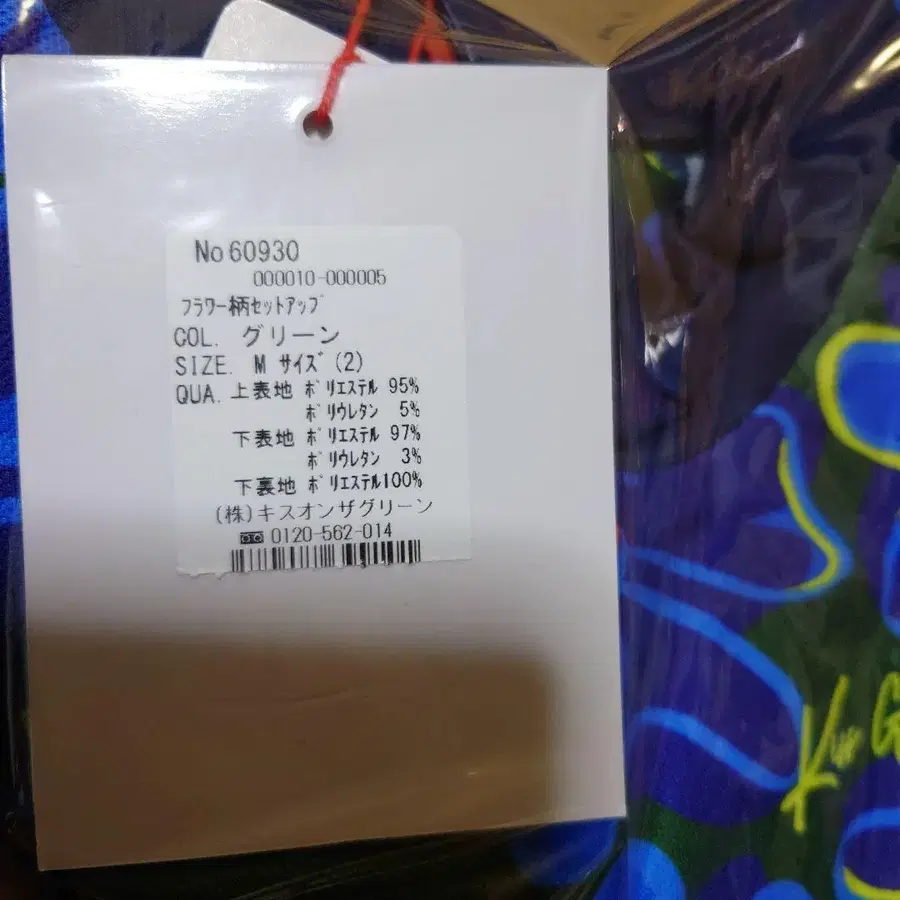 No 60930
000010-000005
フラワー柄セットアップ
COL. グリーン
SIZE. M サイズ (2)
QUA. 上表地 ポリエステル 95%
ポリウレタン 5%
下表地 ポリエステル 97%
ポリウレタン 3%
下裏地 ポリエステル100%
(株)キスオンザグリーン
0120-562-014